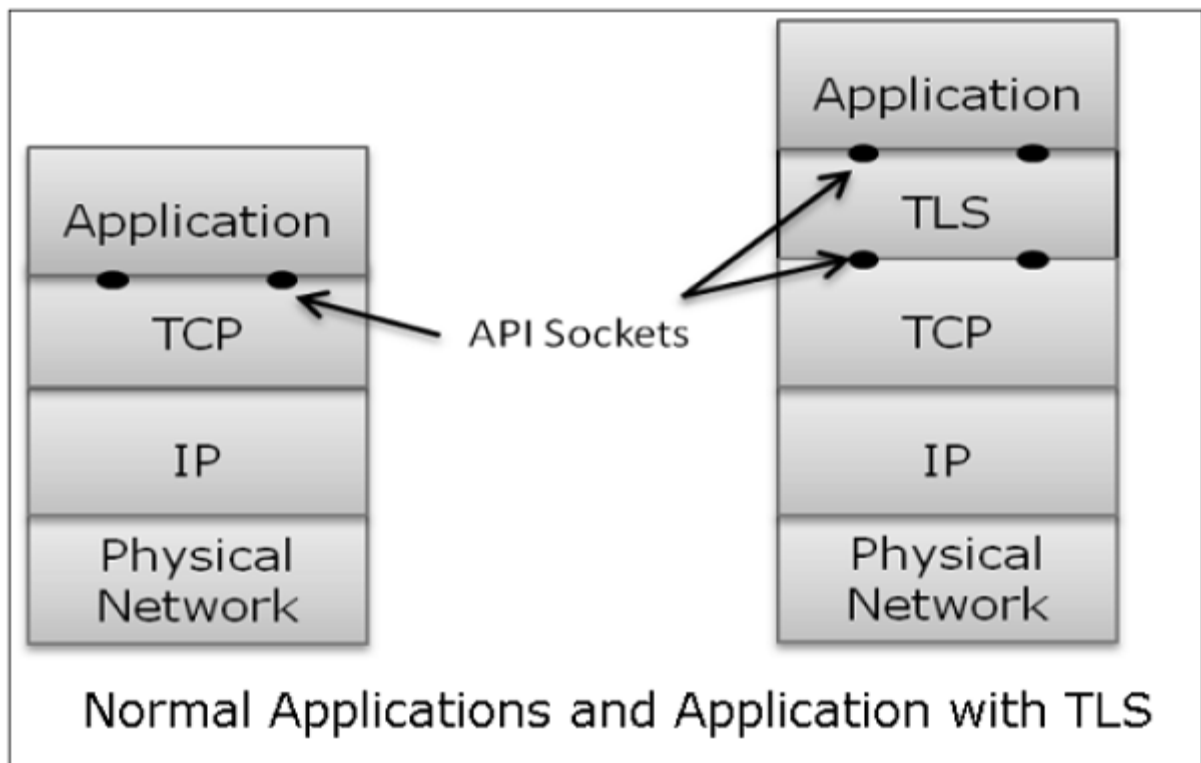 Application
TCP
IP
Physical
Network
API Sockets
Application
TLS
TCP
IP
Physical
Network
Normal Applications and Application with TLS